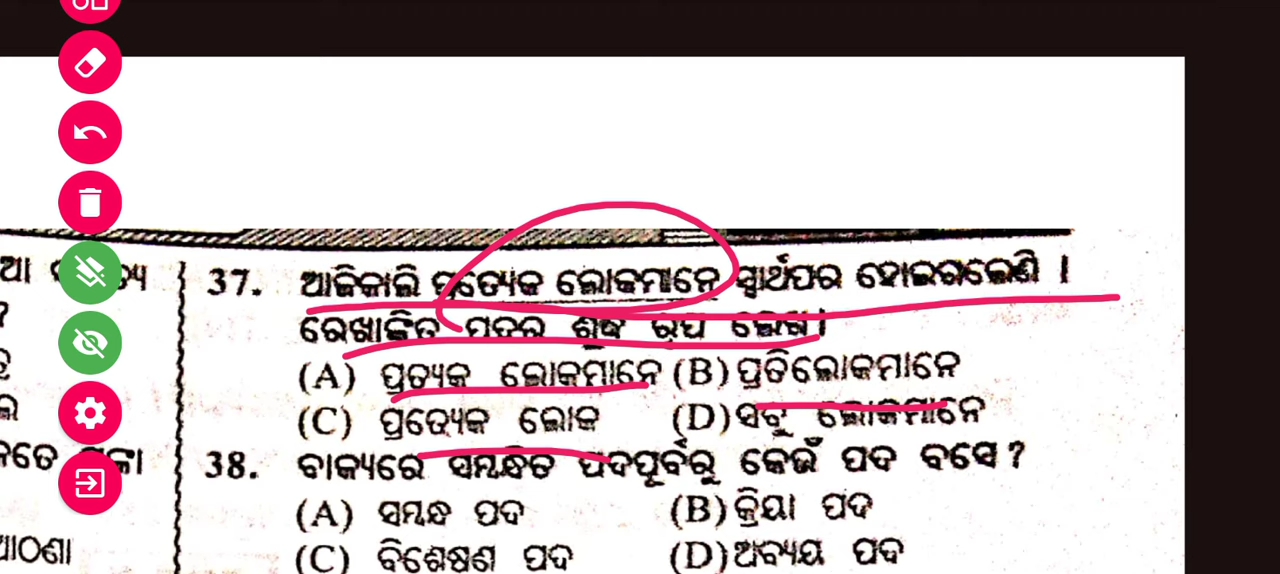 37. ଆଜିକାଲି ପ୍ରତ୍ୟେକ ଲୋକମାନେ ସ୍ୱାର୍ଥପର ହୋଇଗଲେଣି ।
ରେଖାଙ୍କିତ ପଦର ଶୁଦ୍ଧ ରୂପ ଲେଖ।
(A) ପ୍ରତ୍ୟକ ଲୋକମାନେ (B) ପ୍ରତିଲୋକମାନେ
(C) ପ୍ରତ୍ୟେକ ଲୋକ (D) ସବୁ ଲୋକମାନେ
38. ବାକ୍ୟରେ ସମ୍ବନ୍ଧିତ ପଦପୂର୍ବରୁ କେଉଁ ପଦ ବସେ ?
(A) ସମ୍ବନ୍ଧ ପଦ (B) କ୍ରିୟା ପଦ
(C) ବିଶେଷଣ ପଦ (D) ଅବ୍ୟୟ ପଦ